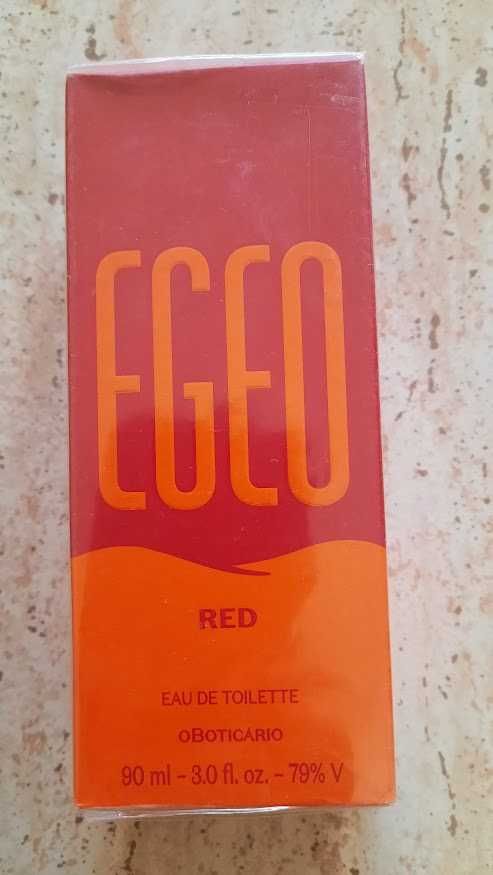 EGEO
RED
EAU DE TOILETTE
oBOTICÁRIO
90 ml - 3.0 fl. oz. - 79% V